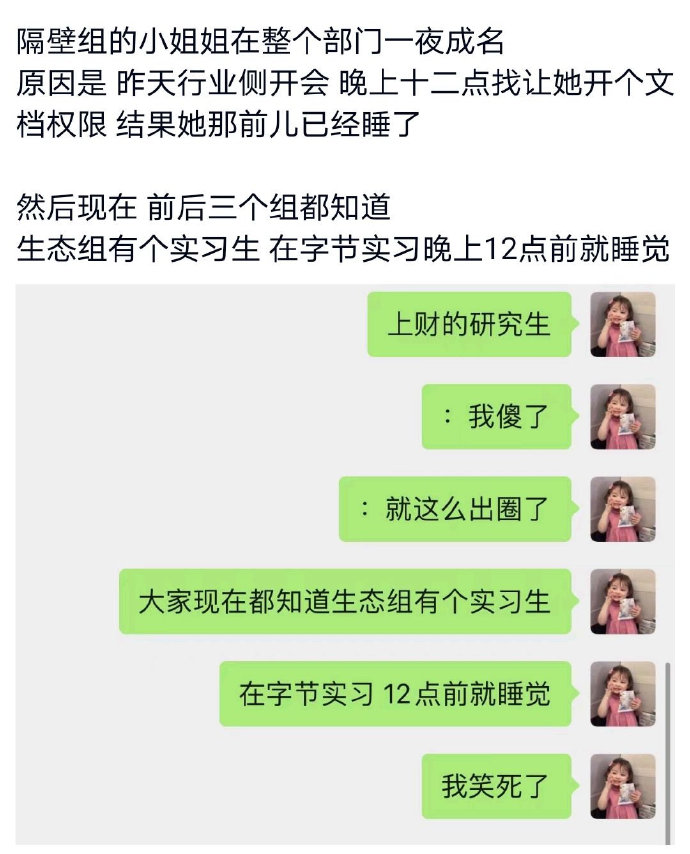 隔壁组的小姐姐在整个部门一夜成名
原因是 昨天行业侧开会 晚上十二点找让她开个文
档权限 结果她那前儿已经睡了
然后现在 前后三个组都知道
生态组有个实习生 在字节实习晚上12点前就睡觉
上财的研究生
：我傻了
：就这么出圈了
大家现在都知道生态组有个实习生
在字节实习 12点前就睡觉
我笑死了